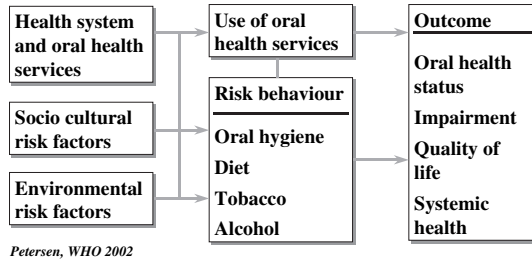 Health system
and oral health
services
Socio cultural
risk factors
Environmental
risk factors
Use of oral
health services
Risk behaviour
Oral hygiene
Diet
Tobacco
Alcohol
Outcome
Oral health
status
Impairment
Quality of
life
Systemic
health
Petersen, WHO 2002